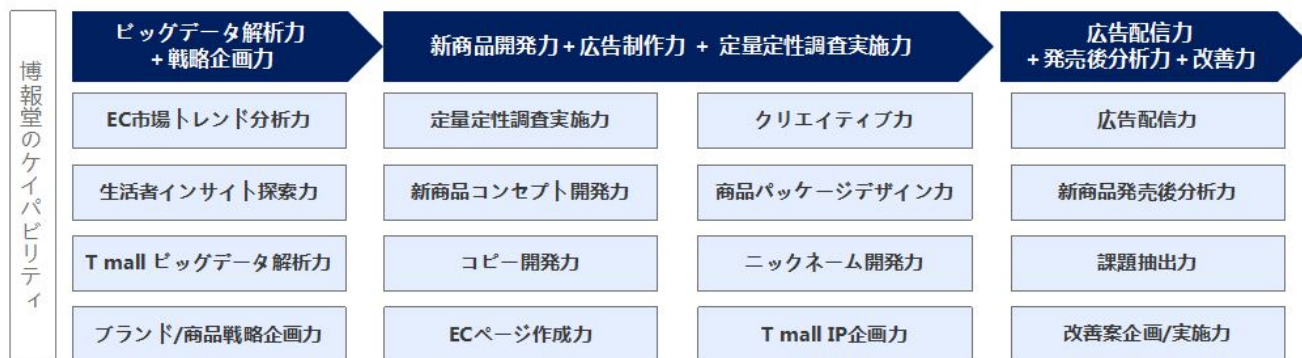 博報堂のケイパビリティ
ビッグデータ解析力
+戦略企画力
新商品開発力+広告制作力 + 定量定性調査実施力
広告配信力
+発売後分析力+改善力
EC市場トレンド分析力
生活者インサイト探索力
T mall ビッグデータ解析力
ブランド/商品戦略企画力
定量定性調査実施力
新商品コンセプト開発力
コピー開発力
ECページ作成力
クリエイティブ力
商品パッケージデザイン力
ニックネーム開発力
T mall IP企画力
広告配信力
新商品発売後分析力
課題抽出力
改善案企画/実施力